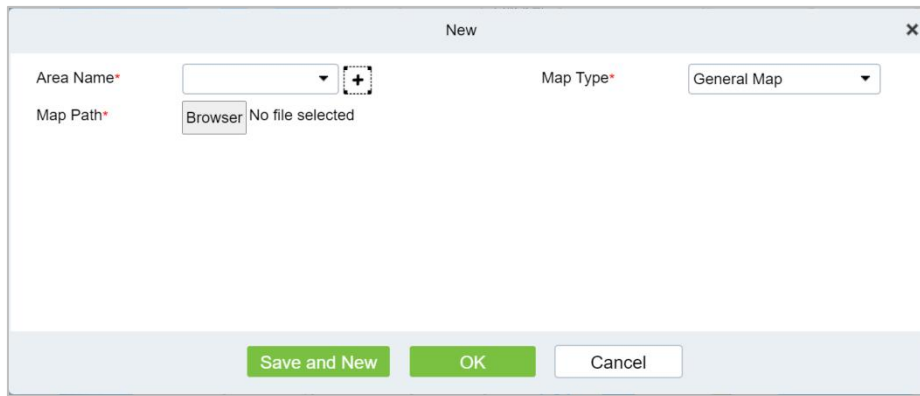 New
Area Name* Map Type* General Map
Map Path* Browser No file selected
Save and New OK Cancel